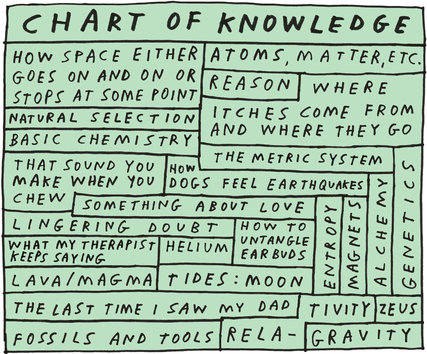 CHART OF KNOWLEDGE
HOW SPACE EITHER
GOES ON AND ON OR
STOPS AT SOME POINT
ATOMS, MATTER, ETC.
REASON
WHERE
ITCHES COME FROM
AND WHERE THEY GO
NATURAL SELECTION
BASIC CHEMISTRY
THE METRIC SYSTEM
THAT SOUND YOU
MAKE WHEN YOU
CHEW
HOW
DOGS FEEL EARTHQUAKES
SOMETHING ABOUT LOVE
LINGERING DOUBT
WHAT MY THERAPIST
KEEPS SAYING
HELIUM
HOW TO
UNTANGLE
EARBUDS
ENTROPY
MAGNETS
ALCHEMY
GENETICS
LAVA/MAGMA
TIDES: MOON
THE LAST TIME I SAW MY DAD
TIVITY
ZEUS
FOSSILS AND TOOLS
RELA-
GRAVITY